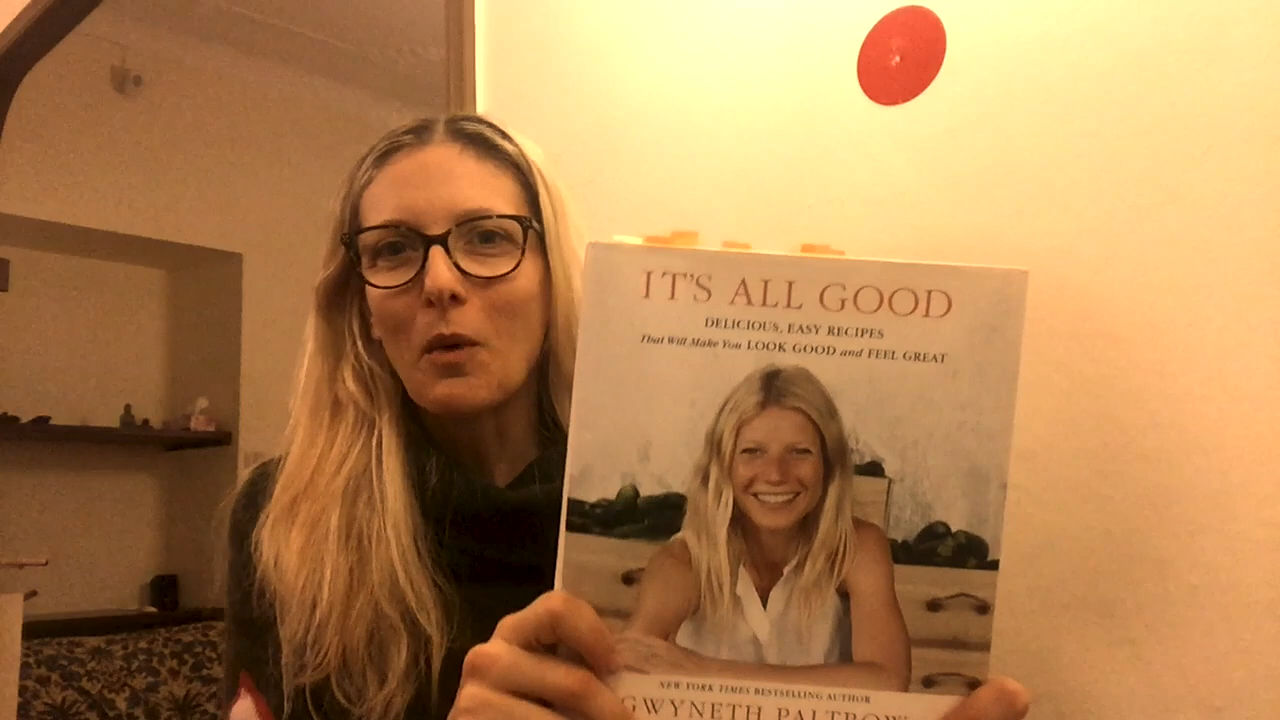 IT'S ALL GOOD
DELICIOUS, EASY RECIPES
That Will Make You LOOK GOOD and FEEL GREAT
NEW YORK TIMES BESTSELLING AUTHOR
GWYNETH PALTROW